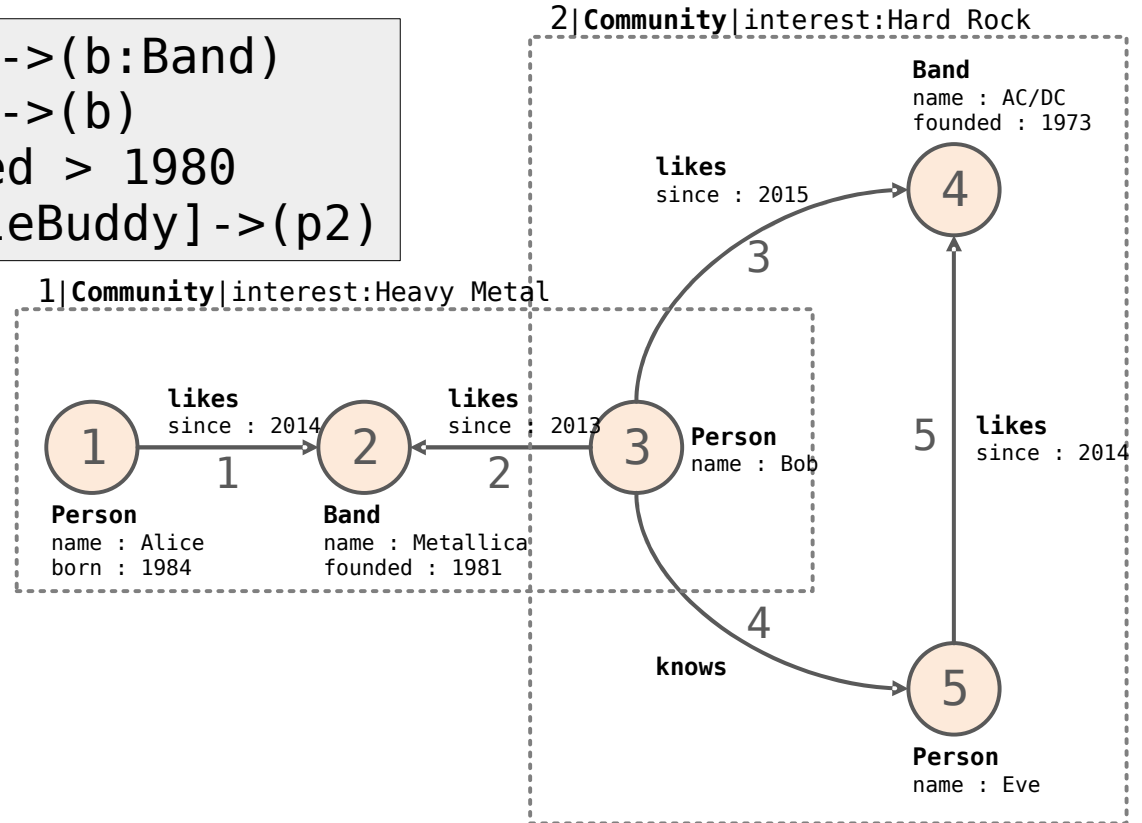 ->(b:Band)
->(b)
ed > 1980
leBuddy]->(p2)
2|Community|interest:Hard Rock
Band
name : AC/DC
founded : 1973
4
likes
since : 2015
3
1|Community|interest:Heavy Metal
likes
since : 2014
1
1
2
Person
name : Alice
born : 1984
Band
name : Metallica
founded : 1981
likes
since : 2013
2
3
Person
name : Bob
5
likes
since : 2014
4
knows
5
Person
name : Eve